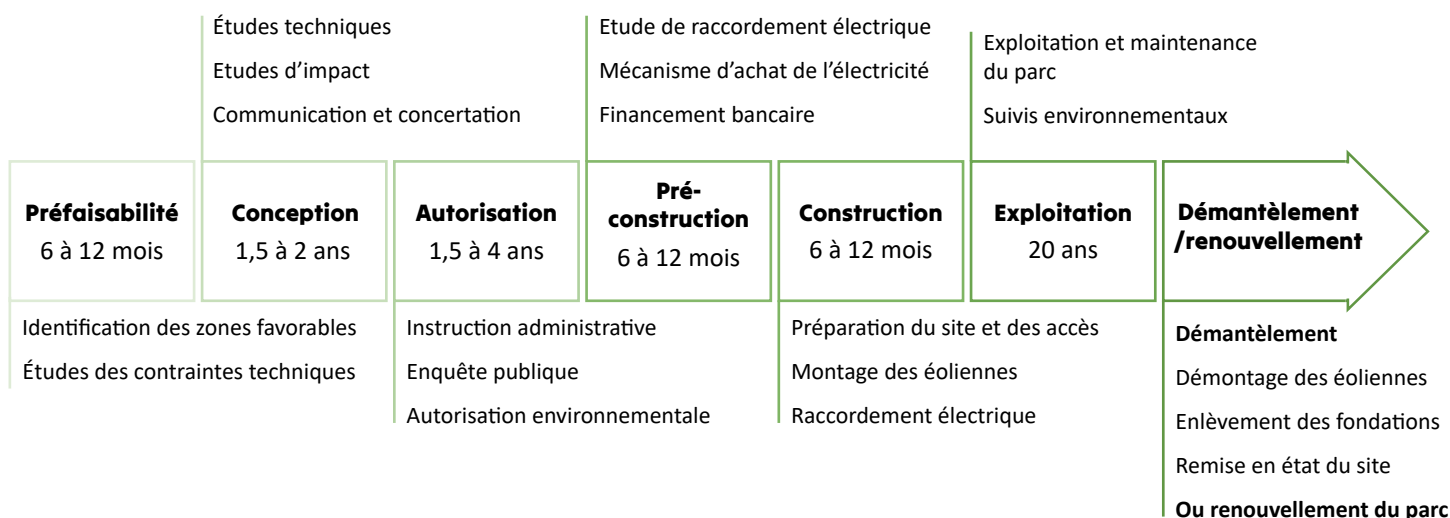 Études techniques
Etudes d’impact
Communication et concertation
Etude de raccordement électrique
Mécanisme d’achat de l’électricité
Financement bancaire
Exploitation et maintenance
du parc
Suivis environnementaux
Préfaisabilité
6 à 12 mois
Conception
1,5 à 2 ans
Autorisation
1,5 à 4 ans
Pré-
construction
6 à 12 mois
Construction
6 à 12 mois
Exploitation
20 ans
Démantèlement
/renouvellement
Identification des zones favorables
Études des contraintes techniques
Instruction administrative
Enquête publique
Autorisation environnementale
Préparation du site et des accès
Montage des éoliennes
Raccordement électrique
Démantèlement
Démontage des éoliennes
Enlèvement des fondations
Remise en état du site
Ou renouvellement du parc